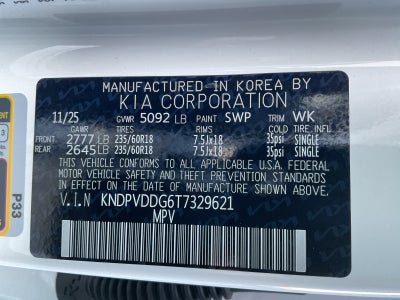 MANUFACTURED IN KOREA BY
KIA CORPORATION
11/25 GVWR 5092 LB PAINT SWP TRIM WK
GAWR TIRES RIMS COLD TIRE INF.
FRONT 2777 LB 235/60R18 7.5Jx18 35psi SINGLE
REAR 2645 LB 235/60R18 7.5Jx18 35psi SINGLE
THIS VEHICLE CONFORMS TO ALL APPLICABLE U.S.A. FEDERAL
MOTOR VEHICLE SAFETY, BUMPER, AND THEFT PREVENTION STANDARDS
IN EFFECT ON THE DATE OF MANUFACTURE SHOWN ABOVE.
V.I.N KNDPVDDG6T7329621
MPV
P33
3